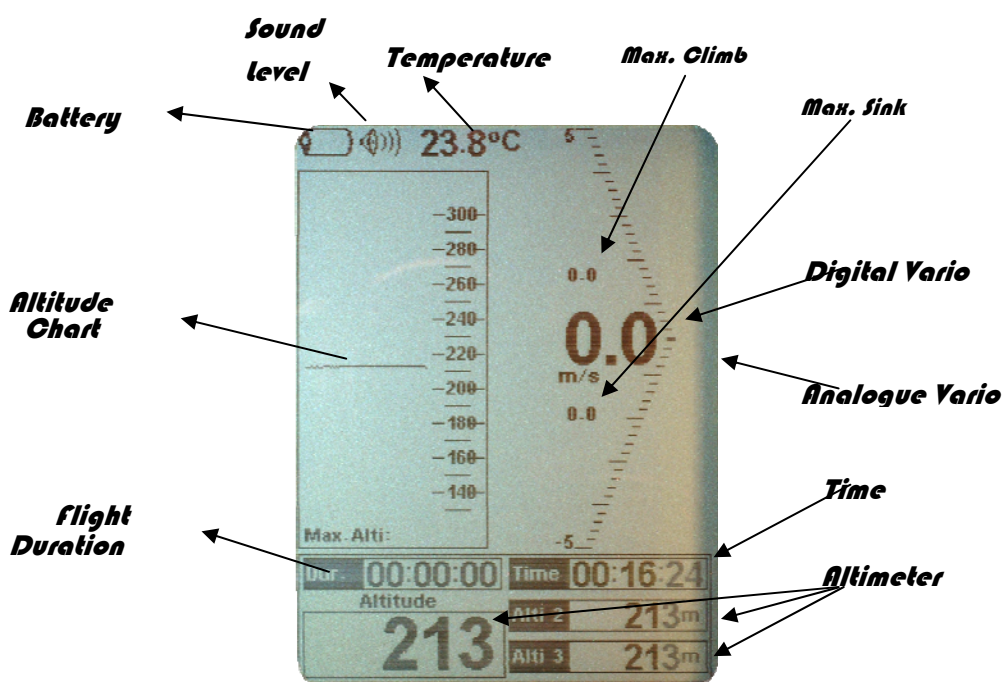 Sound
Level
Temperature
Max. Climb
Battery
Max. Sink
23.8°C
5
300
280
260
240
220
200
180
160
140
0.0
0.0
m/s
0.0
Digital Vario
Altitude
Chart
Analogue Vario
Max. Alti:
-5
Time
Flight
Duration
Dur. 00:00:00 Time 00:16:24
Altitude
213
Alti 2 213m
Alti 3 213m
Altimeter